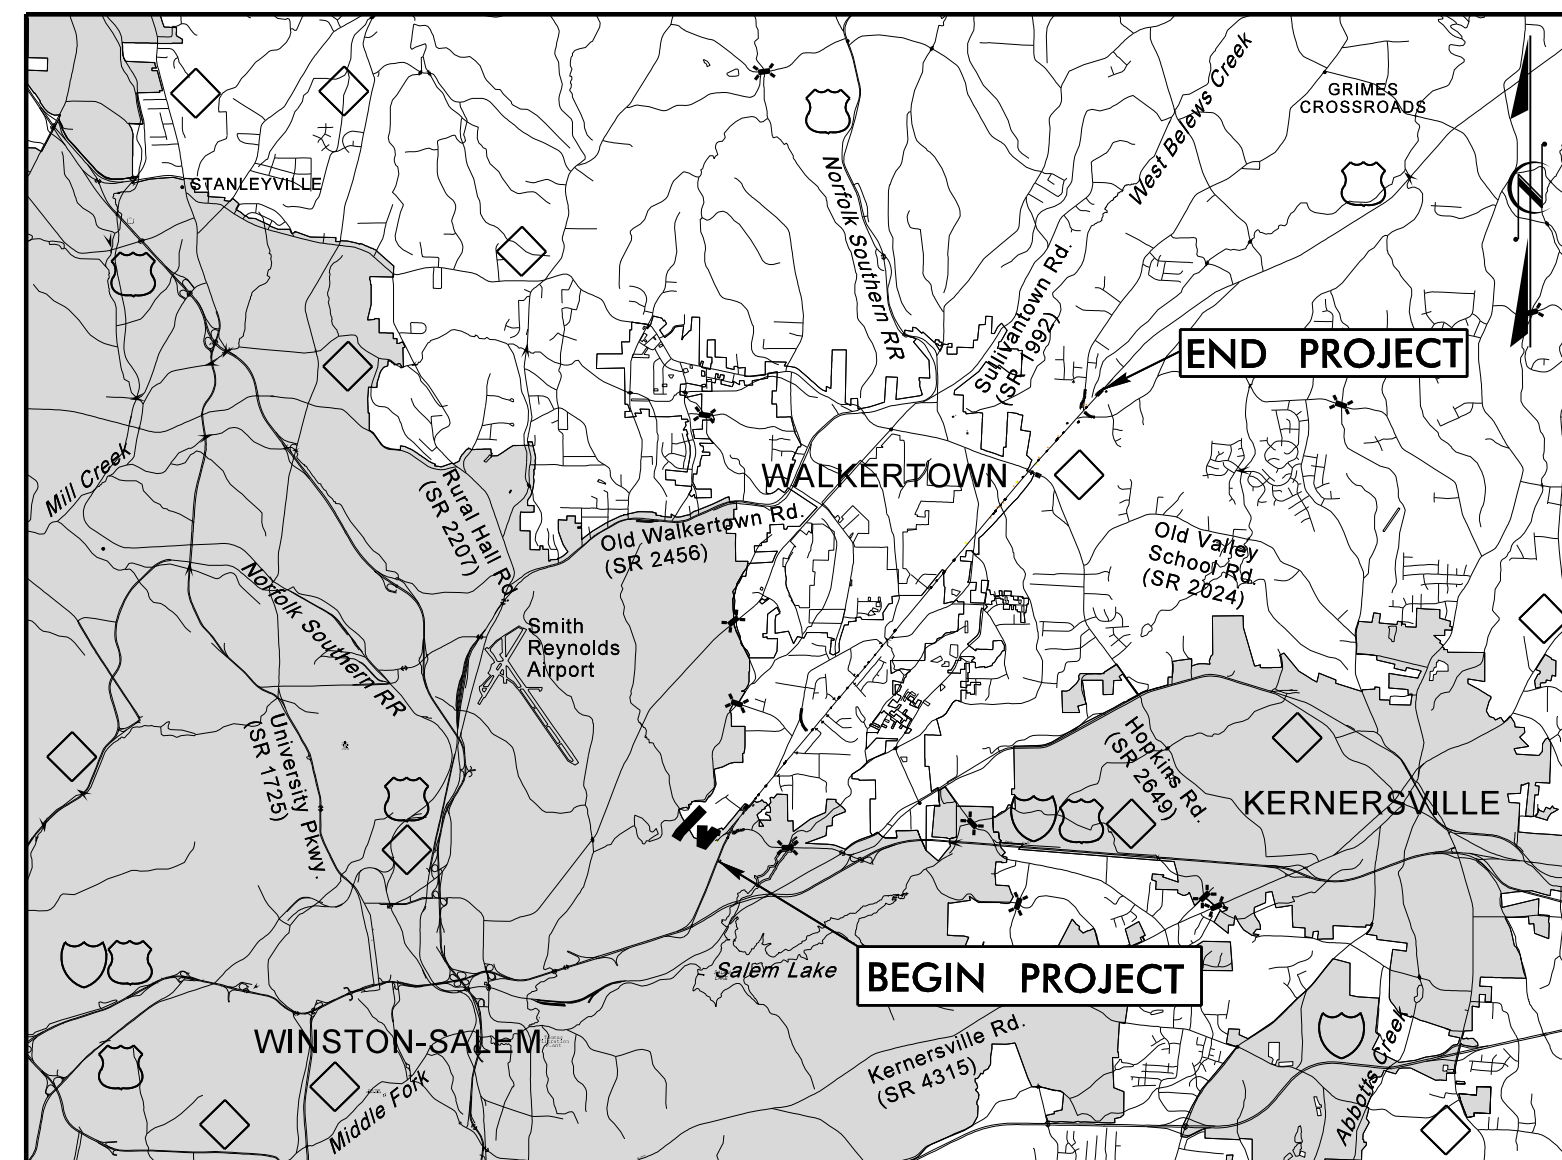 GRIMES
CROSSROADS
West Belews Creek
STANLEYVILLE
Norfolk Southern RR
Sullivantown Rd.
(SR 1992)
END PROJECT
Mill Creek
Rural Hall Rd.
(SR 2207)
WALKERTOWN
Old Walkertown Rd.
(SR 2456)
Old Valley
School Rd.
(SR 2024)
Norfolk Southern RR
Smith
Reynolds
Airport
University Pkwy.
(SR 1725)
Hopkins Rd.
(SR 2649)
KERNERSVILLE
Salem Lake
BEGIN PROJECT
WINSTON-SALEM
Kernersville Rd.
(SR 4315)
Middle Fork
Abbotts Creek